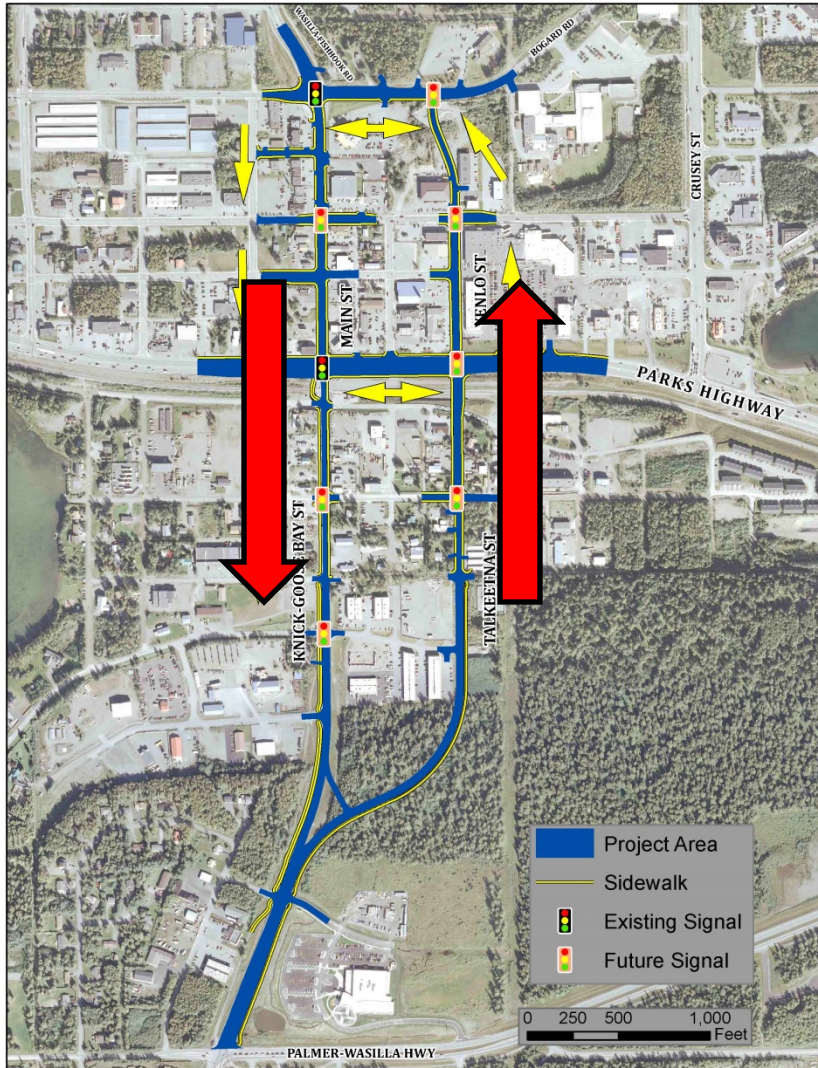 WASILLA-FISHHOOK RD
BOGARD RD
CRUSEY ST
MAIN ST
ENLO ST
PARKS HIGHWAY
KNICK-GOOSE BAY ST
TALKEETNA ST
Project Area
Sidewalk
Existing Signal
Future Signal
0 250 500 1,000
Feet
PALMER-WASILLA HWY